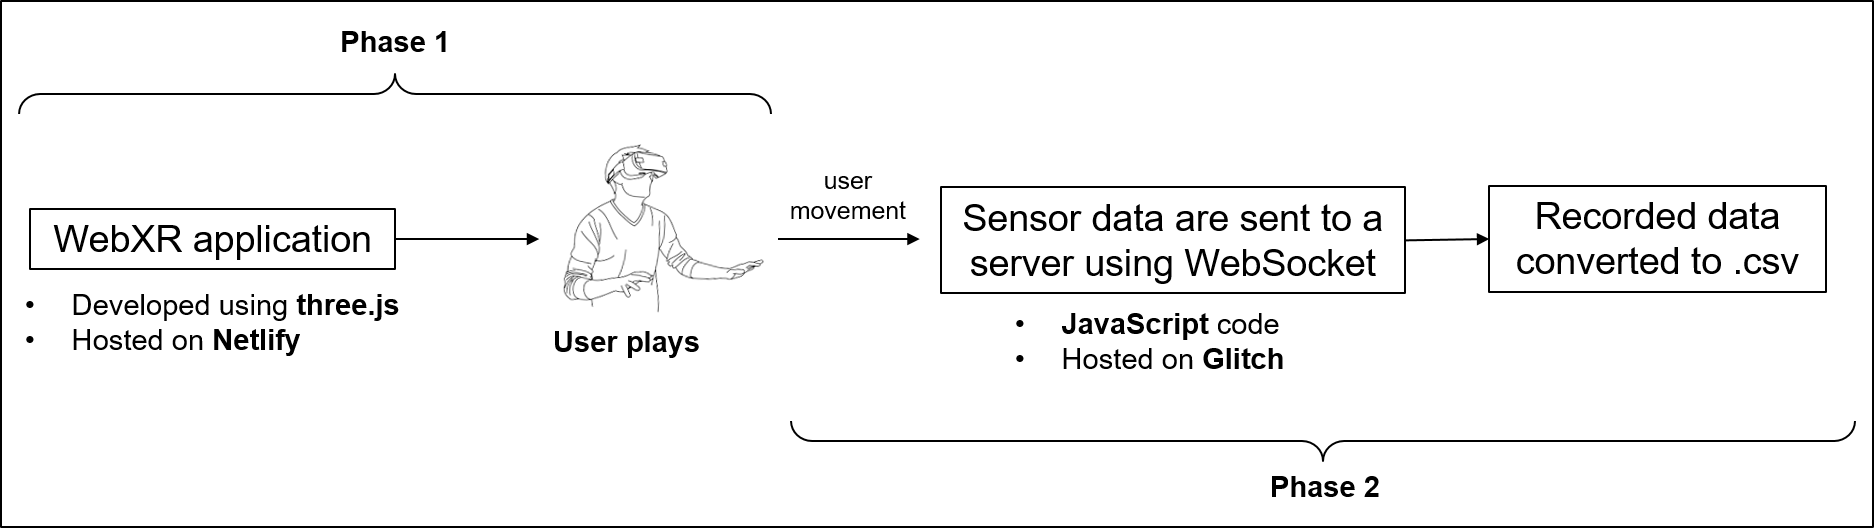 Phase 1
WebXR application
• Developed using three.js
• Hosted on Netlify
User plays
user
movement
Sensor data are sent to a
server using WebSocket
• JavaScript code
• Hosted on Glitch
Recorded data
converted to .csv
Phase 2